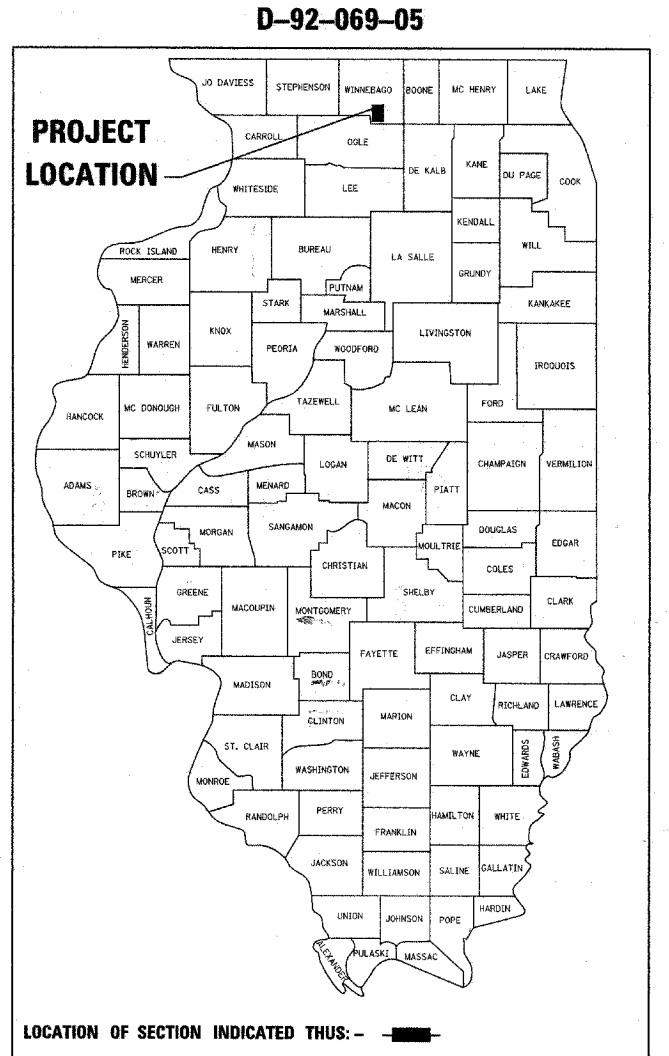 D-92-069-05
JO DAVIESS
STEPHENSON
WINNEBAGO
BOONE
MC HENRY
LAKE
PROJECT
LOCATION
CARROLL
OGLE
WHITESIDE
LEE
DE KALB
KANE
DU PAGE
COOK
KENDALL
WILL
ROCK ISLAND
HENRY
BUREAU
LA SALLE
GRUNDY
MERCER
PUTNAM
KANKAKEE
STARK
MARSHALL
HENDERSON
WARREN
KNOX
PEORIA
WOODFORD
LIVINGSTON
IROQUOIS
HANCOCK
MC DONOUGH
FULTON
TAZEWELL
MC LEAN
FORD
SCHUYLER
MASON
LOGAN
DE WITT
CHAMPAIGN
VERMILION
ADAMS
BROWN
CASS
MENARD
PIATT
MACON
MORGAN
SANGAMON
DOUGLAS
PIKE
SCOTT
CHRISTIAN
MOULTRIE
EDGAR
COLES
GREENE
MACOUPIN
MONTGOMERY
SHELBY
CUMBERLAND
CLARK
CALHOUN
JERSEY
FAYETTE
EFFINGHAM
JASPER
CRAWFORD
MADISON
BOND
CLAY
RICHLAND
LAWRENCE
CLINTON
MARION
ST. CLAIR
WAYNE
EDWARDS
WABASH
WASHINGTON
JEFFERSON
MONROE
RANDOLPH
PERRY
HAMILTON
WHITE
FRANKLIN
JACKSON
WILLIAMSON
SALINE
GALLATIN
UNION
JOHNSON
POPE
HARDIN
ALEXANDER
PULASKI
MASSAC
LOCATION OF SECTION INDICATED THUS: -